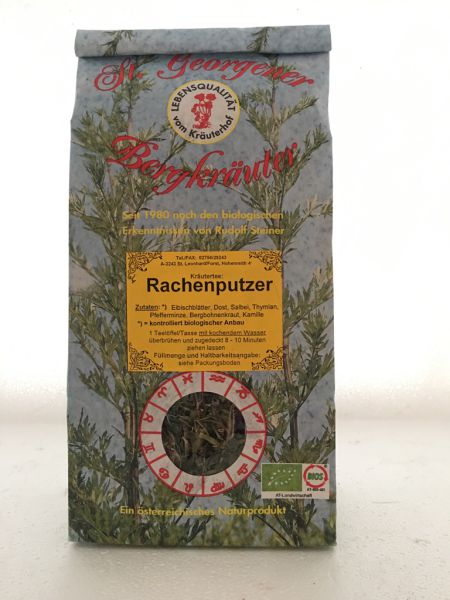 St. Georgener
LEBENSQUALITÄT
vom Kräuterhof
Bergkräuter
Seit 1980 nach den biologischen
Erkenntnissen von Rudolf Steiner
Kräutertee:
Rachenputzer
Zutaten: *) Eibischblätter, Dost, Salbei, Thymian,
Pfefferminze, Bergbohnenkraut, Kamille
*) = kontrolliert biologischer Anbau
1 Teelöffel/Tasse mit kochendem Wasser
überbrühen und zugedeckt 8 - 10 Minuten
ziehen lassen
Füllmenge und Haltbarkeitsangabe:
siehe Packungsboden
BIOS
AT-Landwirtschaft
Ein österreichisches Naturprodukt